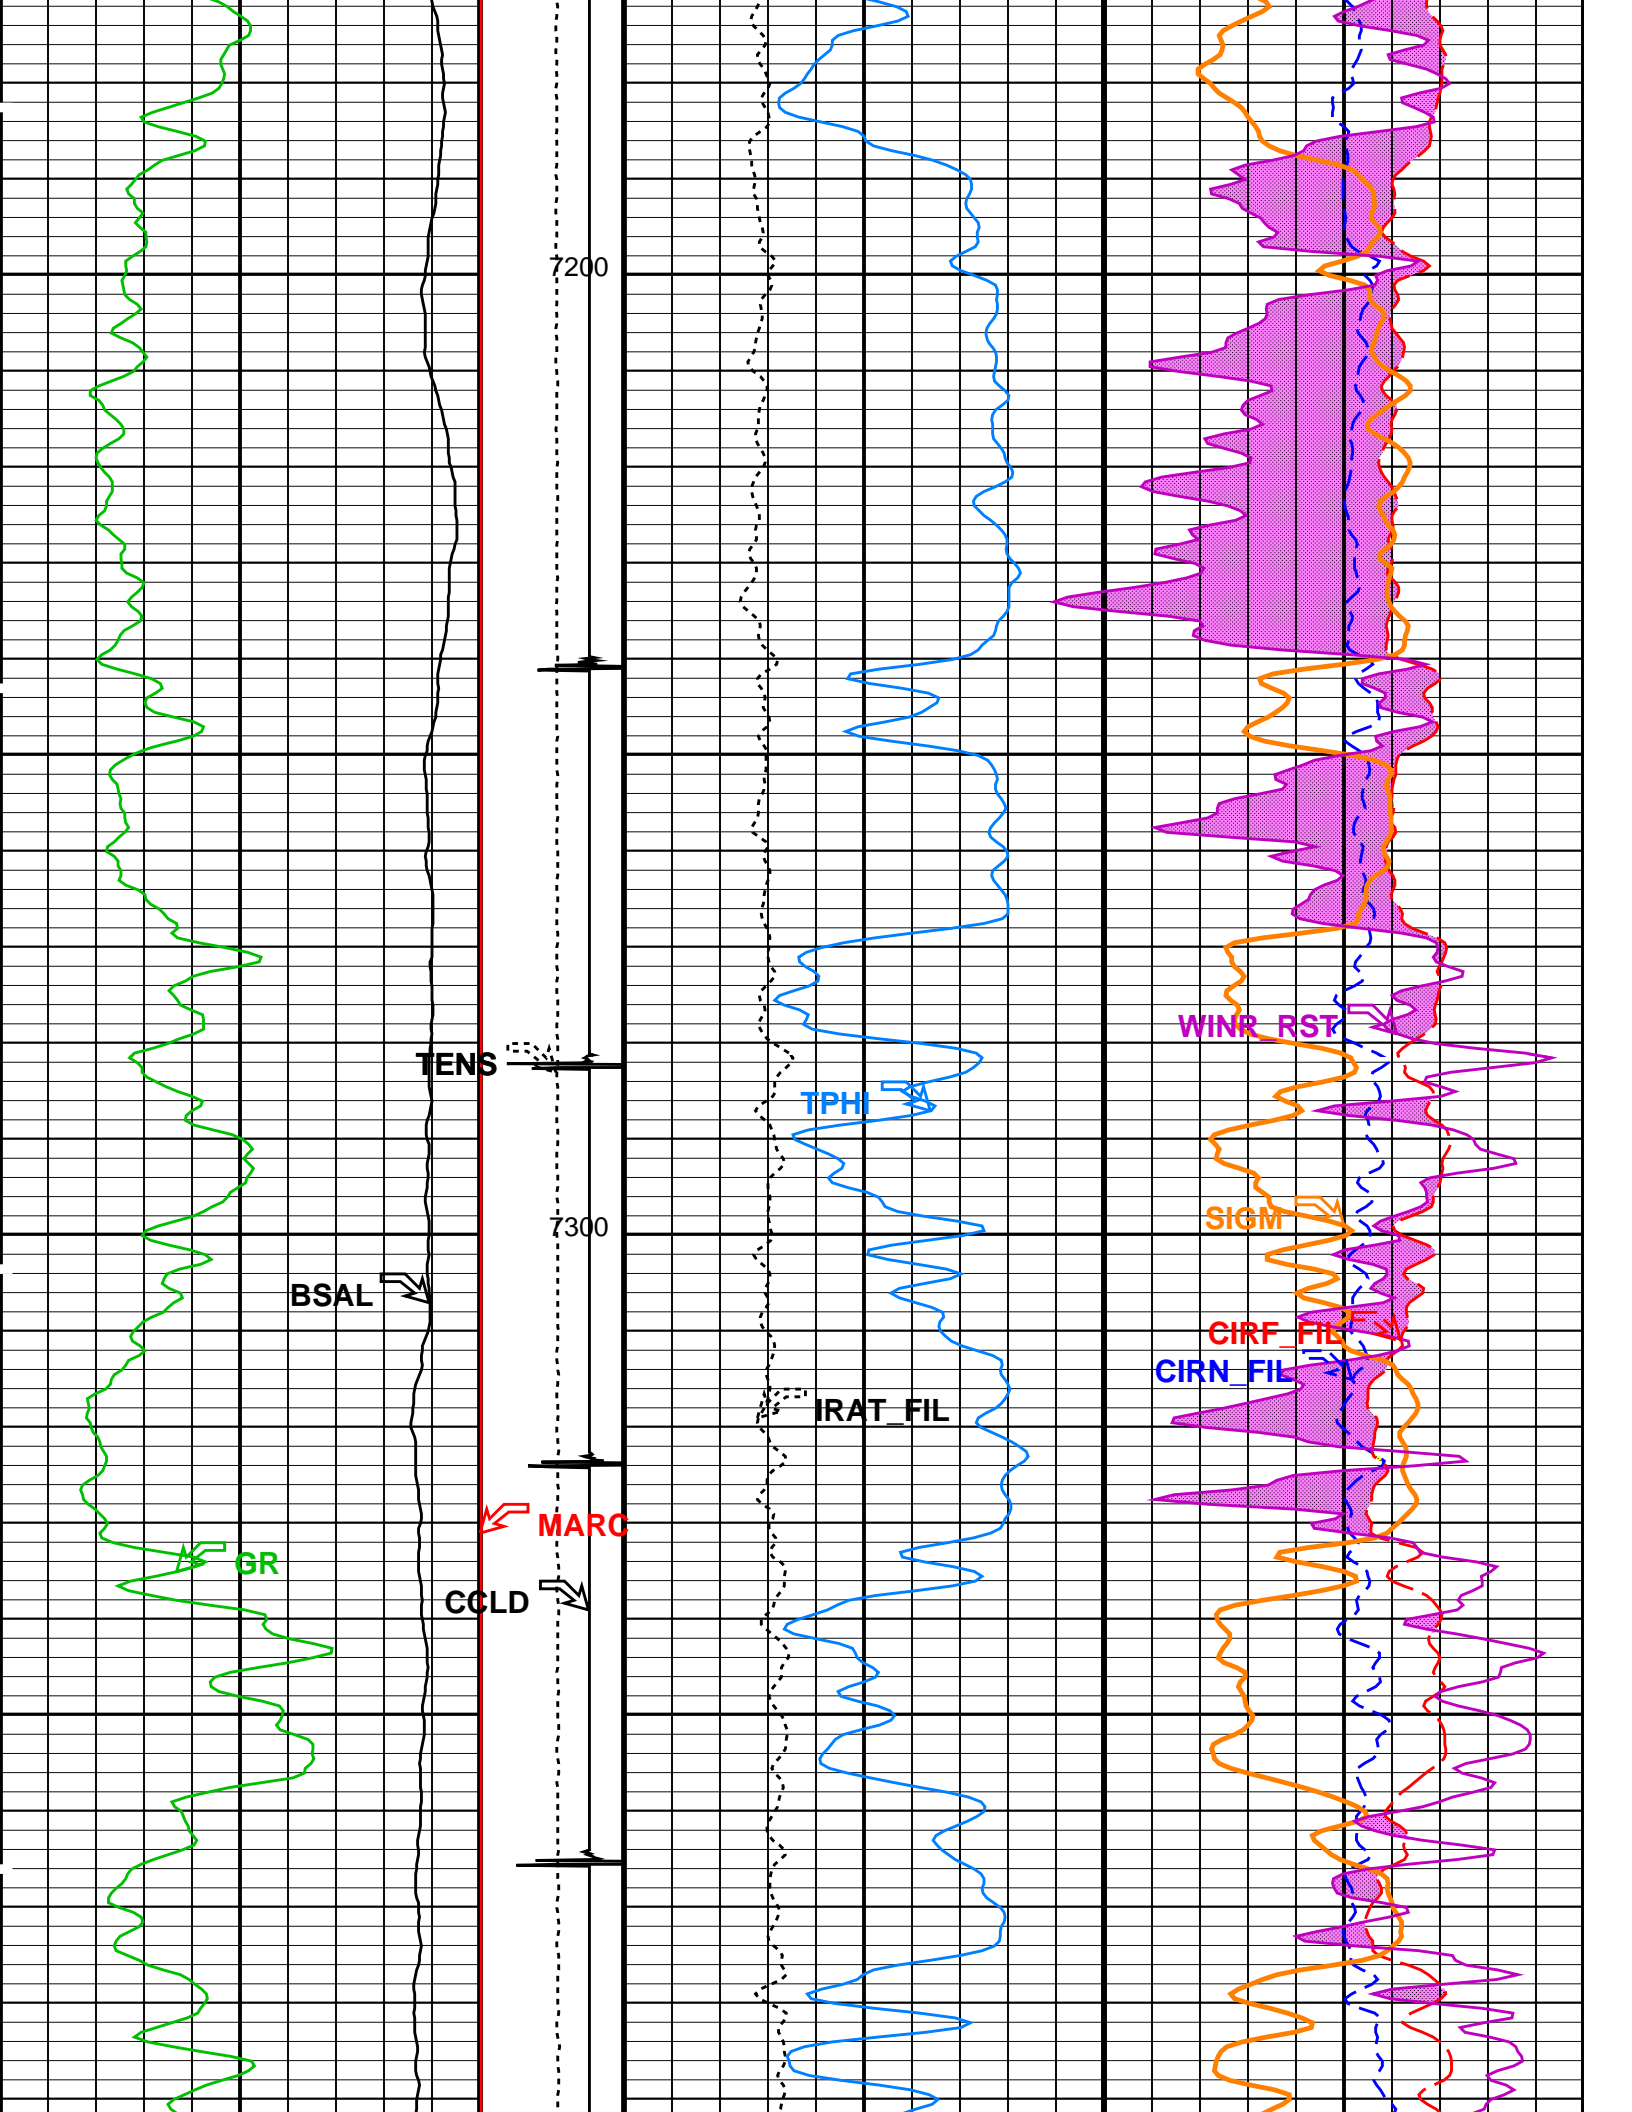 7200
WINR_RST
TENS
TPHI
SIGM
7300
BSAL
CIRF_FIL
CIRN_FIL
IRAT_FIL
MARC
GR
CCLD